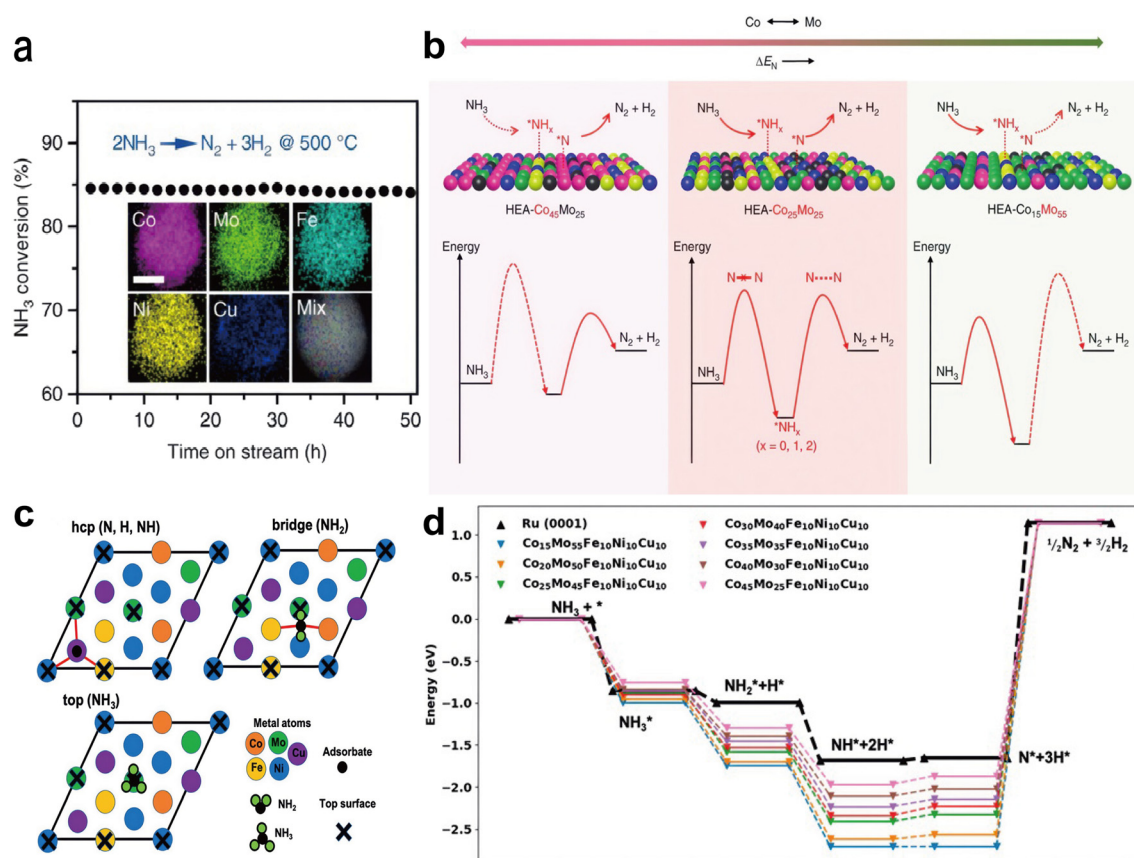 a
NH₃ conversion (%)
90
80
70
60
2NH₃ → N₂ + 3H₂ @ 500 °C
Co
Mo
Fe
Ni
Cu
Mix
0
10
20
30
40
50
Time on stream (h)
b
Co ↔ Mo
ΔE_N →
NH₃
*NHₓ
*N
N₂ + H₂
HEA-Co₄₅Mo₂₅
NH₃
*NHₓ
*N
N₂ + H₂
HEA-Co₂₅Mo₂₅
NH₃
*NHₓ
*N
N₂ + H₂
HEA-Co₁₅Mo₅₅
Energy
NH₃
N₂ + H₂
Energy
N N
N N
NH₃
*NHₓ
(x = 0, 1, 2)
N₂ + H₂
Energy
NH₃
N₂ + H₂
c
hcp (N, H, NH)
bridge (NH₂)
top (NH₃)
Metal atoms
Co
Mo
Cu
Fe
Ni
Adsorbate
NH₂
Top surface
NH₃
d
Energy (eV)
1.0
0.5
0.0
−0.5
−1.0
−1.5
−2.0
−2.5
Ru (0001)
Co₁₅Mo₅₅Fe₁₀Ni₁₀Cu₁₀
Co₂₀Mo₅₀Fe₁₀Ni₁₀Cu₁₀
Co₂₅Mo₄₅Fe₁₀Ni₁₀Cu₁₀
Co₃₀Mo₄₀Fe₁₀Ni₁₀Cu₁₀
Co₃₅Mo₃₅Fe₁₀Ni₁₀Cu₁₀
Co₄₀Mo₃₀Fe₁₀Ni₁₀Cu₁₀
Co₄₅Mo₂₅Fe₁₀Ni₁₀Cu₁₀
NH₃ + *
NH₃*
NH₂*+H*
NH*+2H*
N*+3H*
½N₂ + ³⁄₂H₂